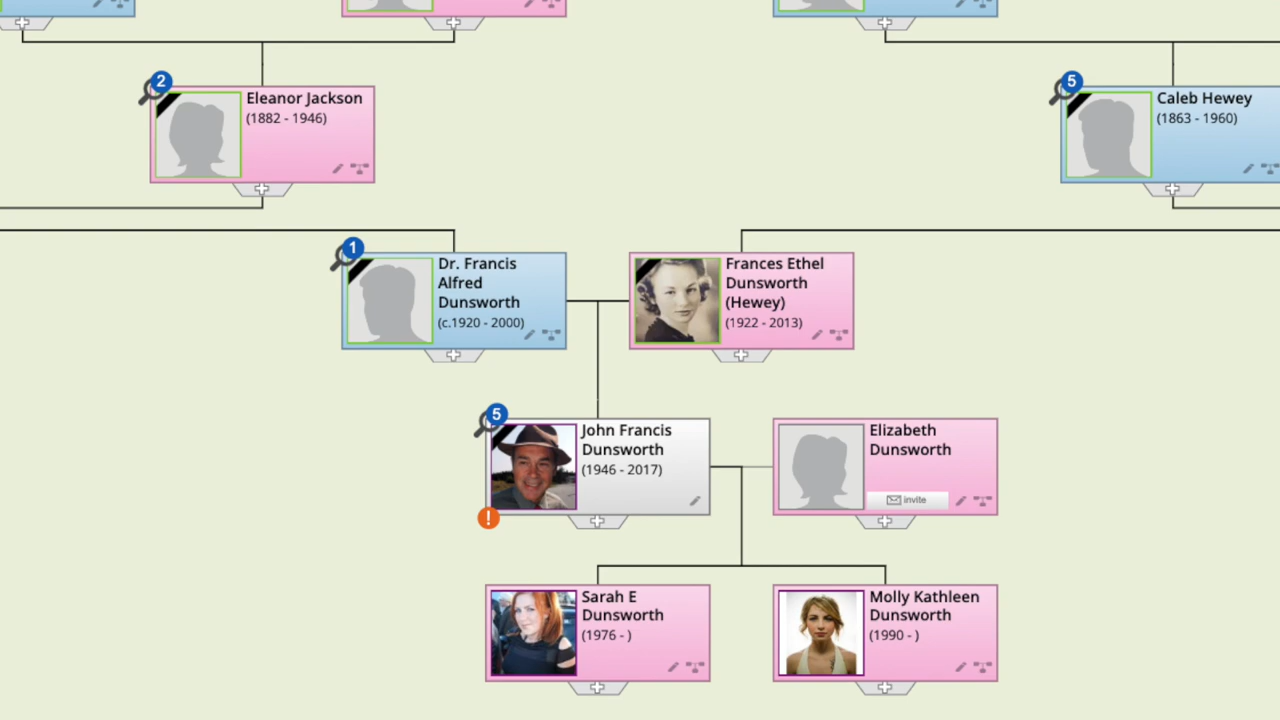 2
Eleanor Jackson
(1882 - 1946)
5
Caleb Hewey
(1863 - 1960)
1
Dr. Francis
Alfred
Dunsworth
(c.1920 - 2000)
Frances Ethel
Dunsworth
(Hewey)
(1922 - 2013)
5
John Francis
Dunsworth
(1946 - 2017)
!
Elizabeth
Dunsworth
invite
Sarah E
Dunsworth
(1976 - )
Molly Kathleen
Dunsworth
(1990 - )